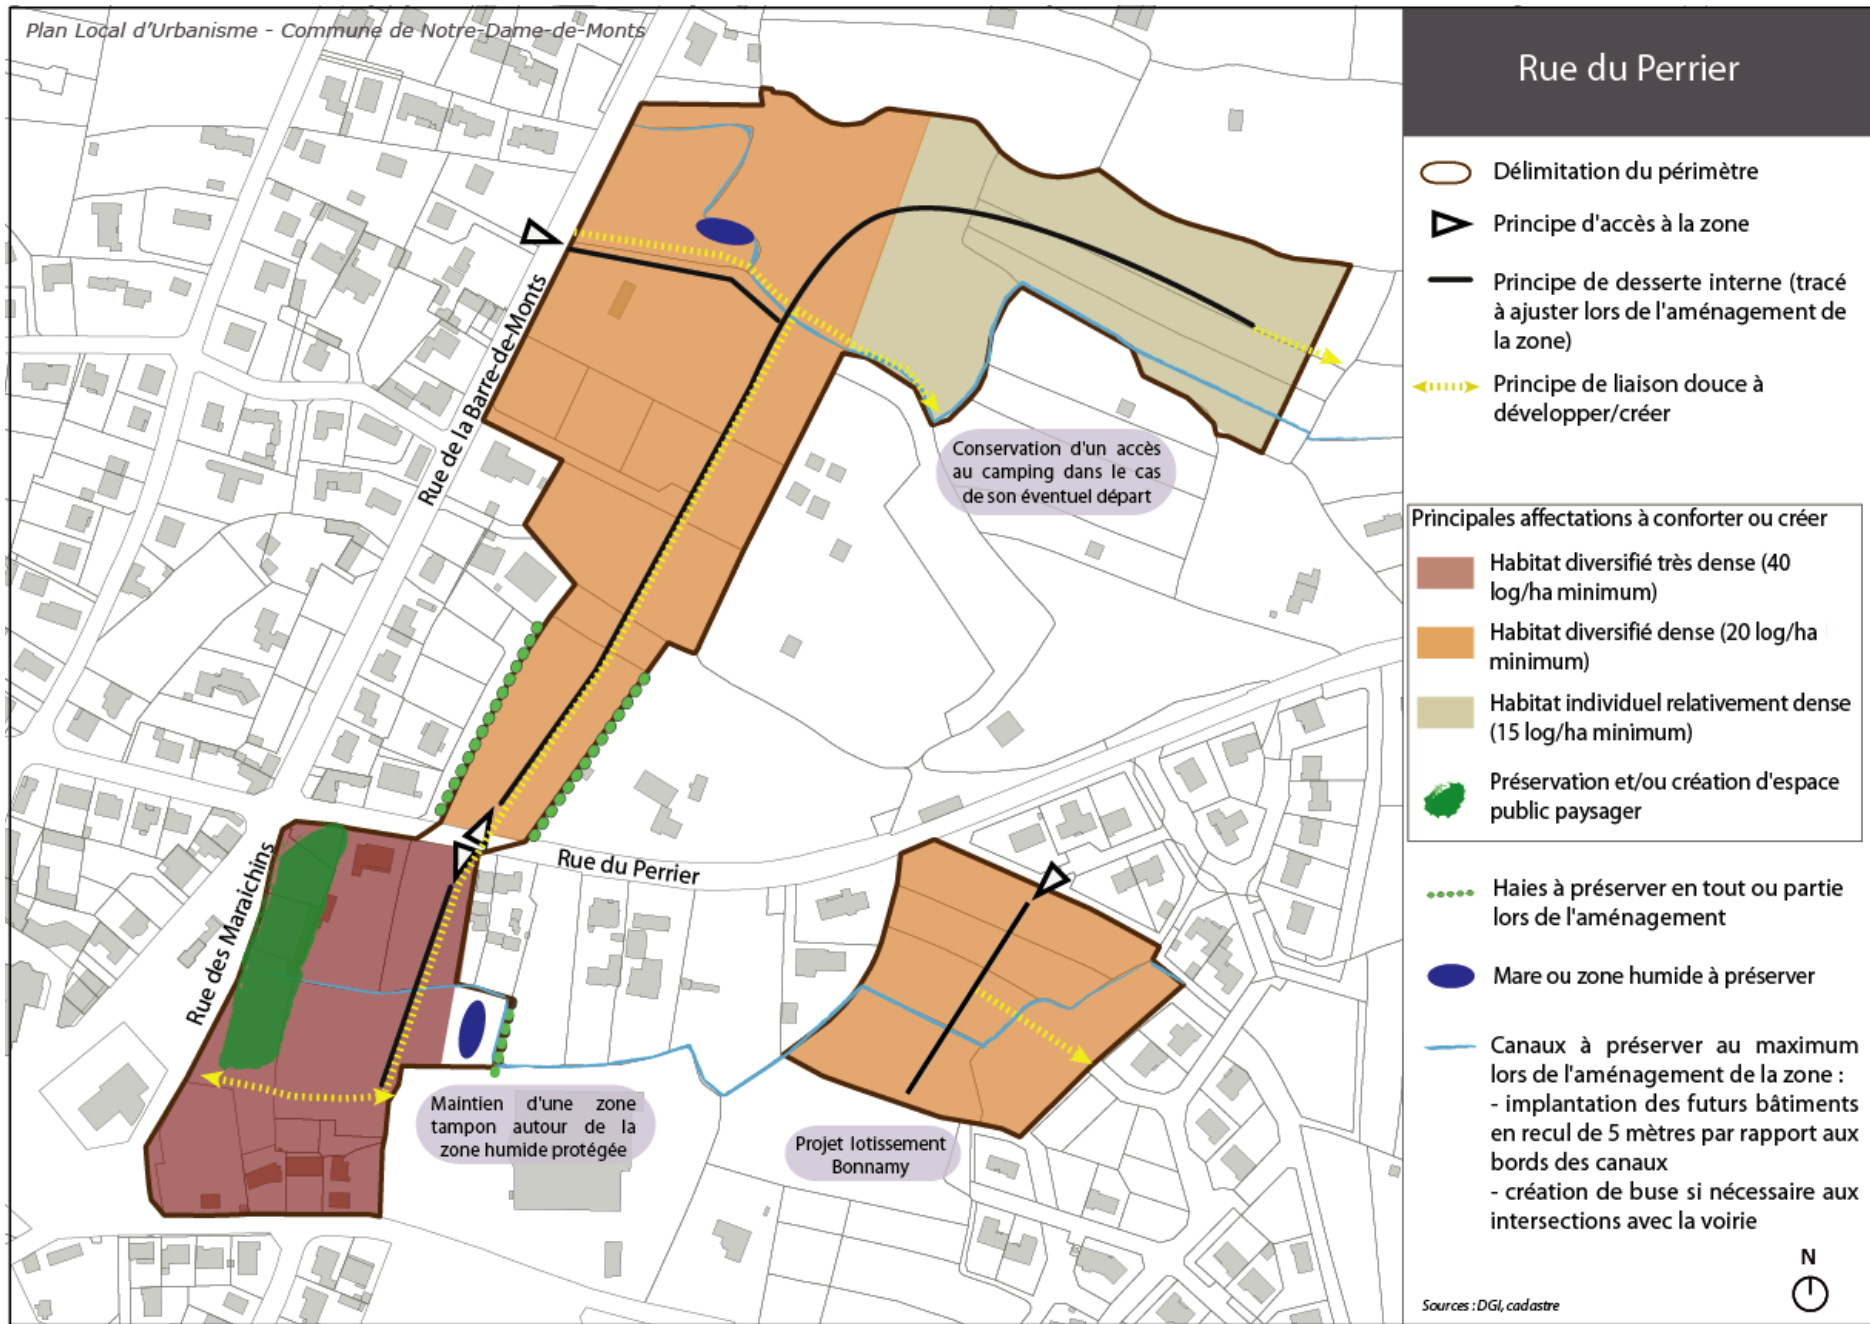 Plan Local d'Urbanisme - Commune de Notre-Dame-de-Monts
Rue du Perrier
Délimitation du périmètre
Principe d'accès à la zone
Principe de desserte interne (tracé
à ajuster lors de l'aménagement de
la zone)
Principe de liaison douce à
développer/créer
Principales affectations à conforter ou créer
Habitat diversifié très dense (40
log/ha minimum)
Habitat diversifié dense (20 log/ha
minimum)
Habitat individuel relativement dense
(15 log/ha minimum)
Préservation et/ou création d'espace
public paysager
Haies à préserver en tout ou partie
lors de l'aménagement
Mare ou zone humide à préserver
Canaux à préserver au maximum
lors de l'aménagement de la zone :
- implantation des futurs bâtiments
en recul de 5 mètres par rapport aux
bords des canaux
- création de buse si nécessaire aux
intersections avec la voirie
N
Sources : DGI, cadastre
Rue de la Barre-de-Monts
Conservation d'un accès
au camping dans le cas
de son éventuel départ
Rue du Perrier
Rue des Maraichins
Maintien d'une zone
tampon autour de la
zone humide protégée
Projet lotissement
Bonnamy